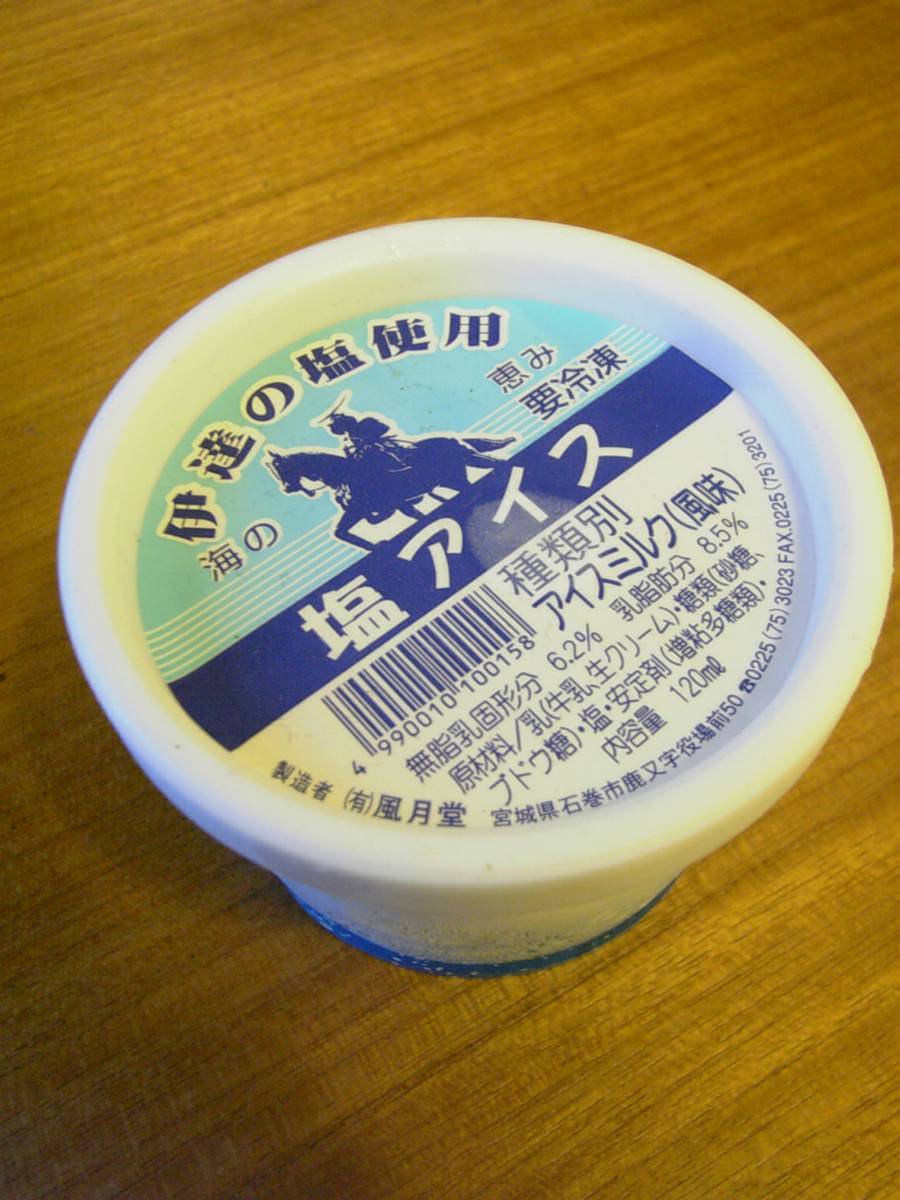 伊達の塩使用
海の
恵み
要冷凍
塩アイス
種類別
アイスミルク(風味)
4 990010 100158
無脂乳固形分 6.2% 乳脂肪分 8.5%
原材料/乳(牛乳、生クリーム)・糖類(砂糖、
ブドウ糖)・塩・安定剤(増粘多糖類)・
内容量 120㎖
製造者 ㈲風月堂 宮城県石巻市鹿又字役場前50 ☎0225(75)3023 FAX.0225(75)3201